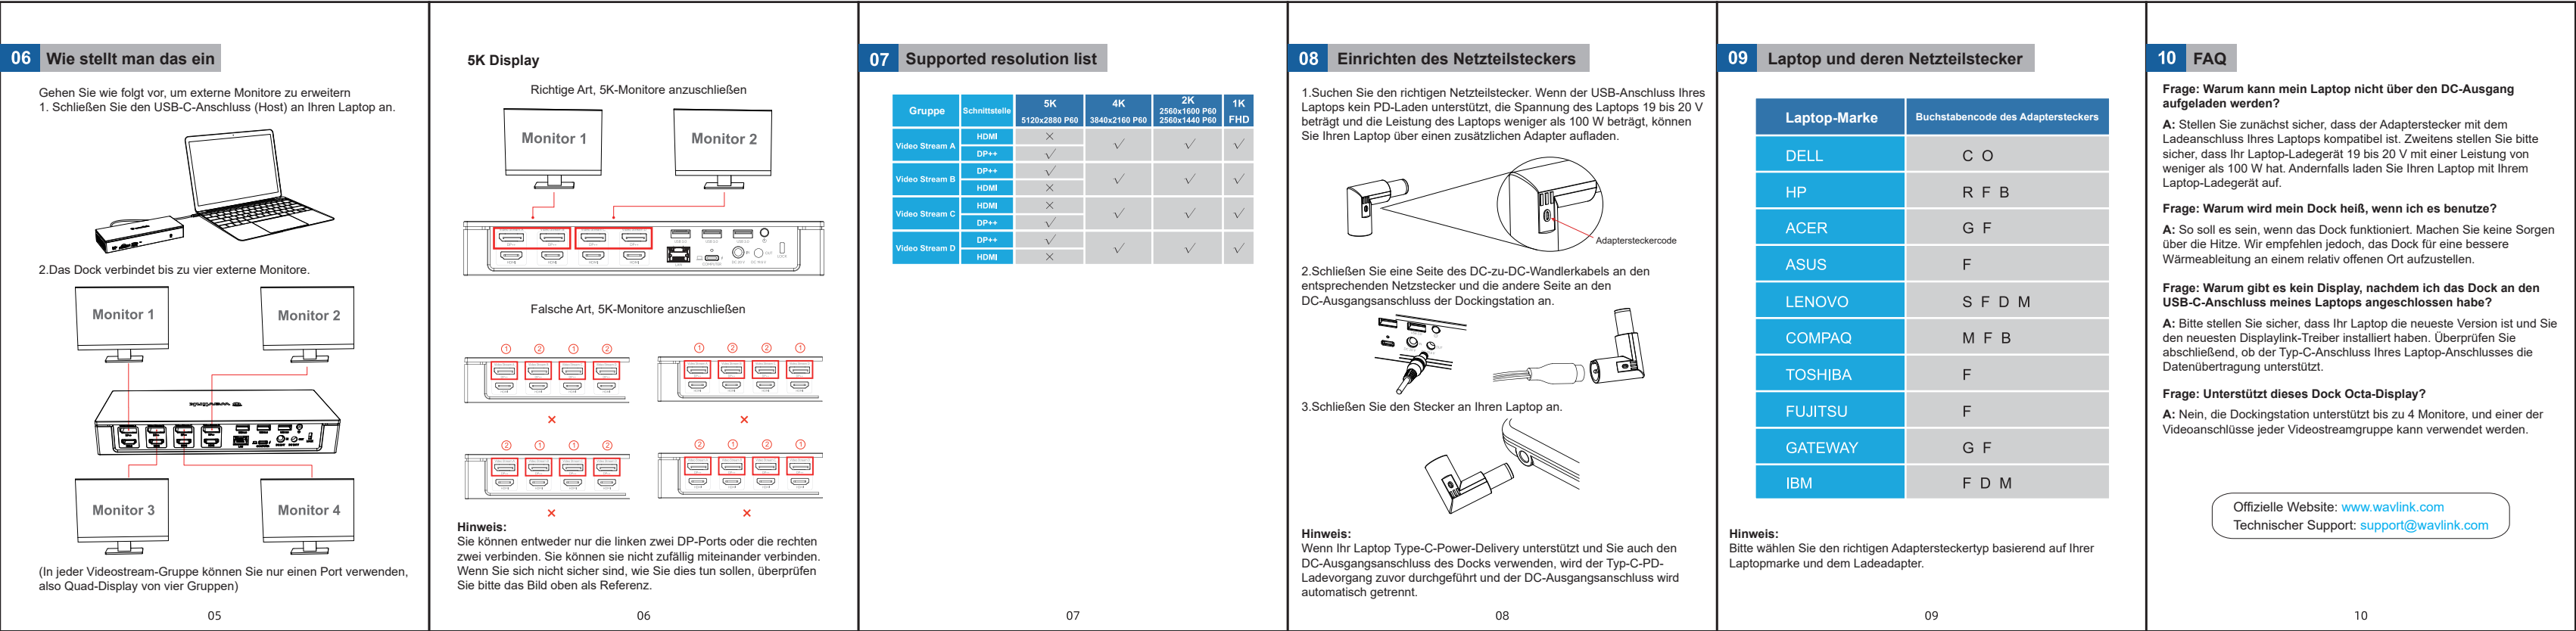 06 Wie stellt man das ein
Gehen Sie wie folgt vor, um externe Monitore zu erweitern
1. Schließen Sie den USB-C-Anschluss (Host) an Ihren Laptop an.
2.Das Dock verbindet bis zu vier externe Monitore.
Monitor 1
Monitor 2
Monitor 3
Monitor 4
(In jeder Videostream-Gruppe können Sie nur einen Port verwenden,
also Quad-Display von vier Gruppen)
05
5K Display
Richtige Art, 5K-Monitore anzuschließen
Monitor 1
Monitor 2
Falsche Art, 5K-Monitore anzuschließen
① ② ① ②
① ② ② ①
× ×
② ① ① ②
② ① ② ①
× ×
Hinweis:
Sie können entweder nur die linken zwei DP-Ports oder die rechten
zwei verbinden. Sie können sie nicht zufällig miteinander verbinden.
Wenn Sie sich nicht sicher sind, wie Sie dies tun sollen, überprüfen
Sie bitte das Bild oben als Referenz.
06
07 Supported resolution list
Gruppe Schnittstelle 5K 5120x2880 P60 4K 3840x2160 P60 2K 2560x1600 P60 2560x1440 P60 1K FHD
Video Stream A HDMI × √ √ √
DP++ √
Video Stream B DP++ √ √ √ √
HDMI ×
Video Stream C HDMI × √ √ √
DP++ √
Video Stream D DP++ √ √ √ √
HDMI ×
07
08 Einrichten des Netzteilsteckers
1.Suchen Sie den richtigen Netzteilstecker. Wenn der USB-Anschluss Ihres
Laptops kein PD-Laden unterstützt, die Spannung des Laptops 19 bis 20 V
beträgt und die Leistung des Laptops weniger als 100 W beträgt, können
Sie Ihren Laptop über einen zusätzlichen Adapter aufladen.
Adaptersteckercode
2.Schließen Sie eine Seite des DC-zu-DC-Wandlerkabels an den
entsprechenden Netzstecker und die andere Seite an den
DC-Ausgangsanschluss der Dockingstation an.
3.Schließen Sie den Stecker an Ihren Laptop an.
Hinweis:
Wenn Ihr Laptop Type-C-Power-Delivery unterstützt und Sie auch den
DC-Ausgangsanschluss des Docks verwenden, wird der Typ-C-PD-
Ladevorgang zuvor durchgeführt und der DC-Ausgangsanschluss wird
automatisch getrennt.
08
09 Laptop und deren Netzteilstecker
Laptop-Marke Buchstabencode des Adaptersteckers
DELL C O
HP R F B
ACER G F
ASUS F
LENOVO S F D M
COMPAQ M F B
TOSHIBA F
FUJITSU F
GATEWAY G F
IBM F D M
Hinweis:
Bitte wählen Sie den richtigen Adaptersteckertyp basierend auf Ihrer
Laptopmarke und dem Ladeadapter.
09
10 FAQ
Frage: Warum kann mein Laptop nicht über den DC-Ausgang
aufgeladen werden?
A: Stellen Sie zunächst sicher, dass der Adapterstecker mit dem
Ladeanschluss Ihres Laptops kompatibel ist. Zweitens stellen Sie bitte
sicher, dass Ihr Laptop-Ladegerät 19 bis 20 V mit einer Leistung von
weniger als 100 W hat. Andernfalls laden Sie Ihren Laptop mit Ihrem
Laptop-Ladegerät auf.
Frage: Warum wird mein Dock heiß, wenn ich es benutze?
A: So soll es sein, wenn das Dock funktioniert. Machen Sie keine Sorgen
über die Hitze. Wir empfehlen jedoch, das Dock für eine bessere
Wärmeableitung an einem relativ offenen Ort aufzustellen.
Frage: Warum gibt es kein Display, nachdem ich das Dock an den
USB-C-Anschluss meines Laptops angeschlossen habe?
A: Bitte stellen Sie sicher, dass Ihr Laptop die neueste Version ist und Sie
den neuesten Displaylink-Treiber installiert haben. Überprüfen Sie
abschließend, ob der Typ-C-Anschluss Ihres Laptop-Anschlusses die
Datenübertragung unterstützt.
Frage: Unterstützt dieses Dock Octa-Display?
A: Nein, die Dockingstation unterstützt bis zu 4 Monitore, und einer der
Videoanschlüsse jeder Videostreamgruppe kann verwendet werden.
Offizielle Website: www.wavlink.com
Technischer Support: support@wavlink.com
10